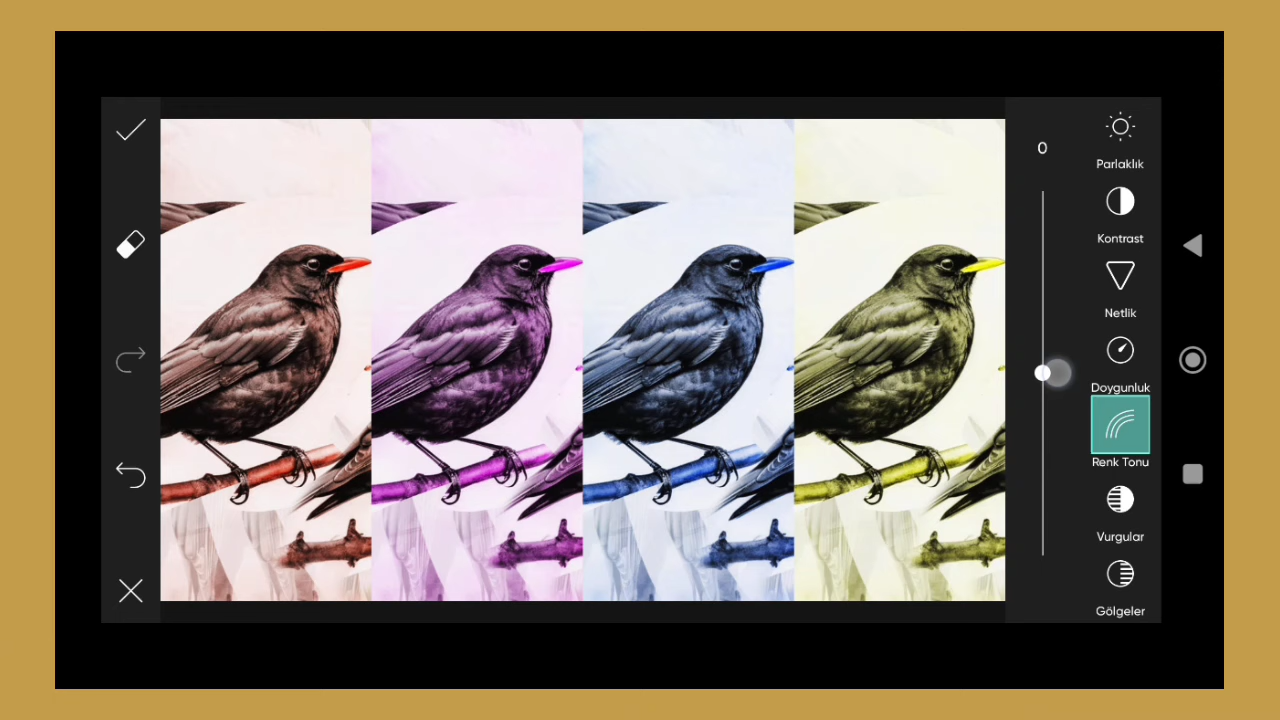 0
Parlaklık
Kontrast
Netlik
Doygunluk
Renk Tonu
Vurgular
Gölgeler